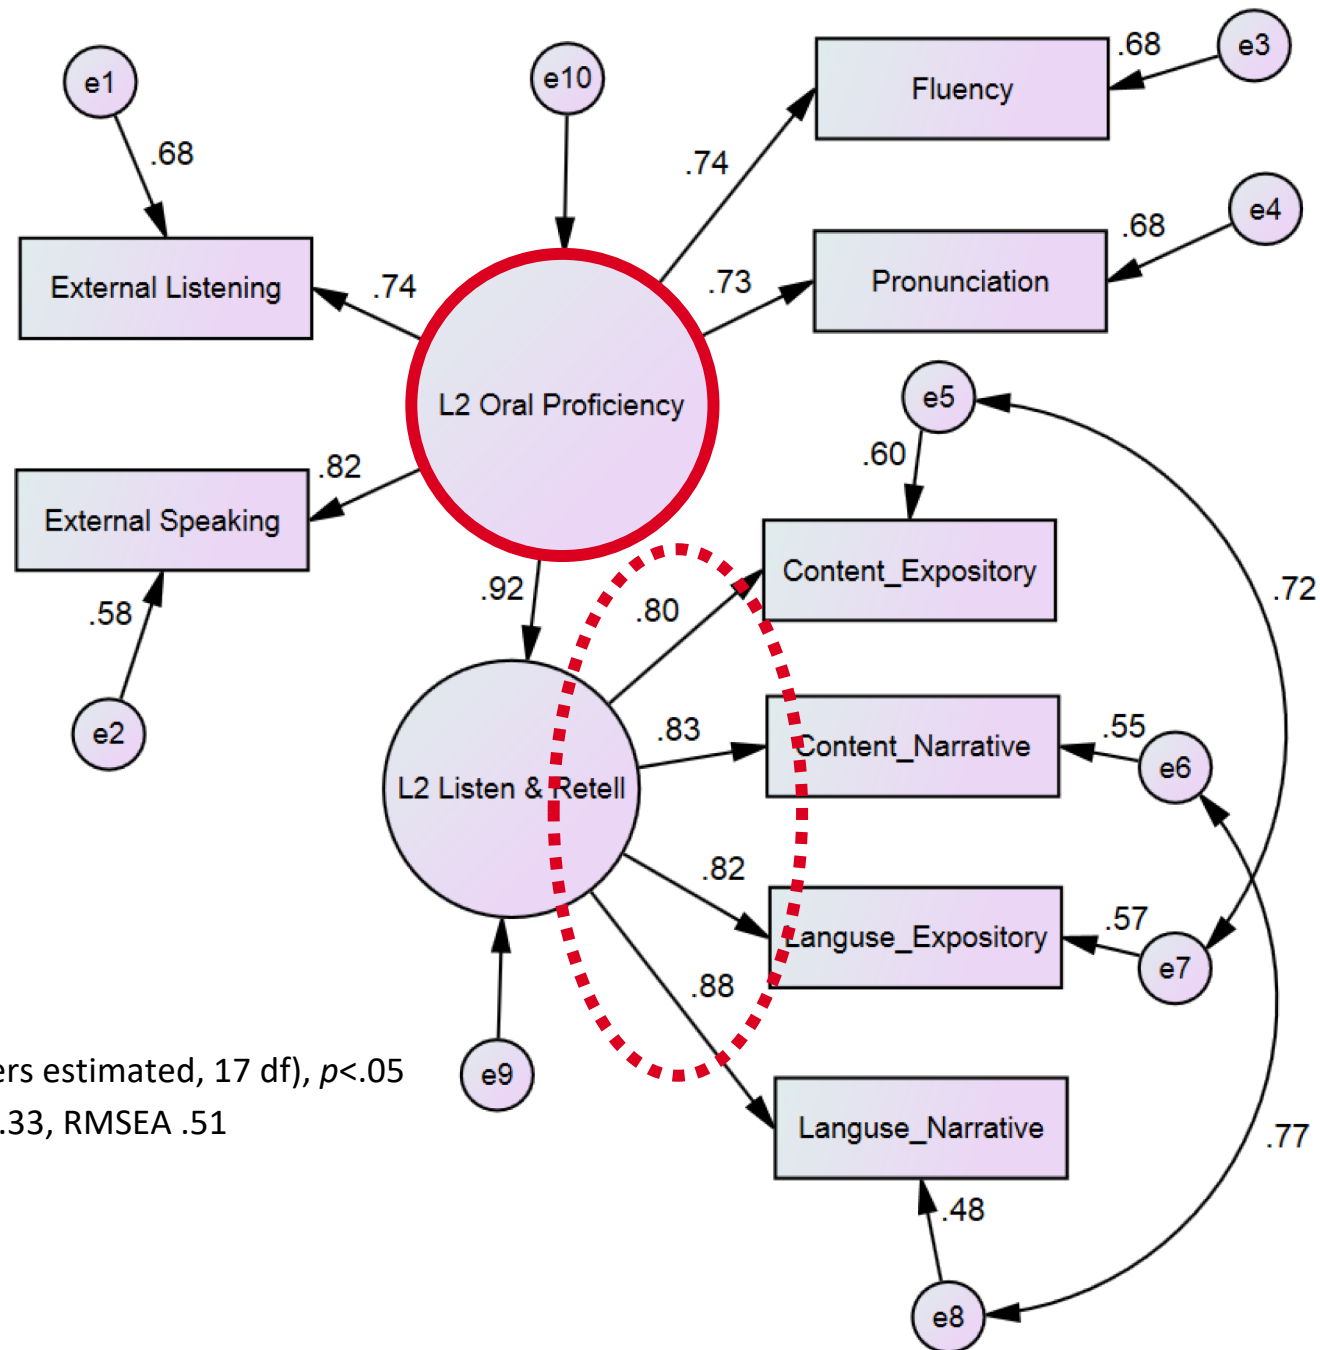 e1
e10
.68
Fluency
e3
.68
.74
e4
.68
Pronunciation
.73
External Listening
.74
L2 Oral Proficiency
e5
.82
.60
External Speaking
.92
Content_Expository
.80
.72
.58
e2
.83
Content_Narrative
.55
e6
L2 Listen & Retell
.82
Languse_Expository
.57
e7
.88
ers estimated, 17 df), p<.05
e9
.33, RMSEA .51
Languse_Narrative
.77
.48
e8